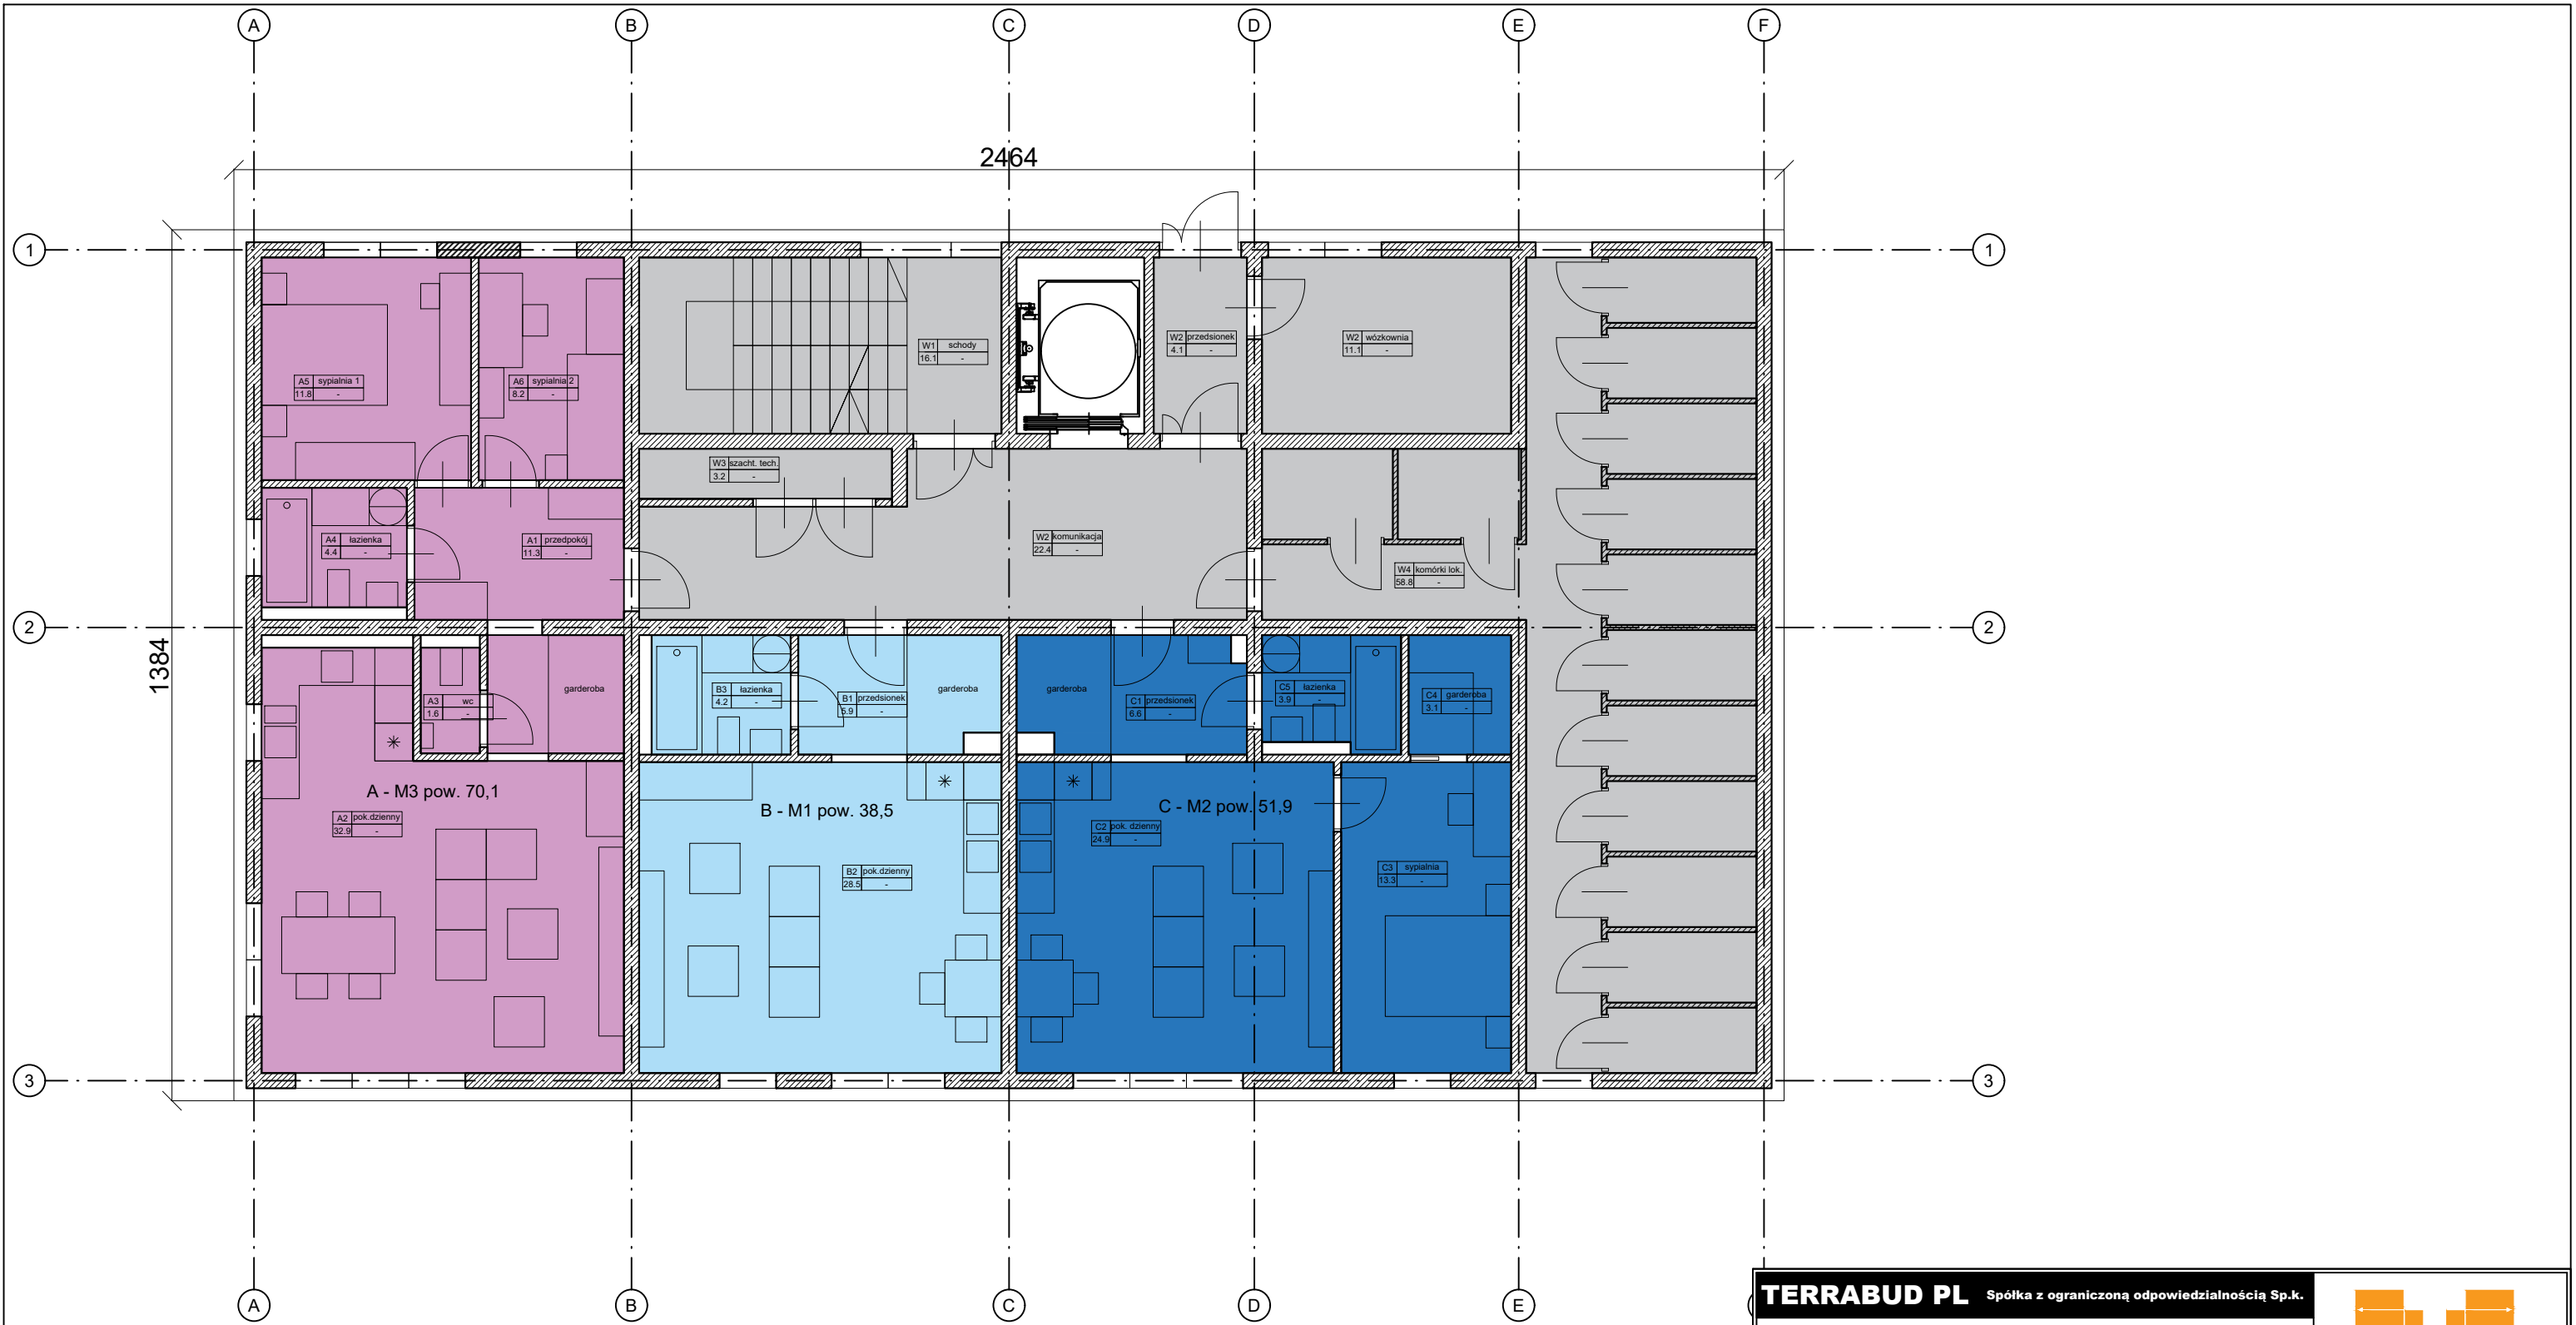 A B C D E F
2464
1 1
W1 schody
16.1 -
W2 przedsionek
4.1 -
W2 wózkownia
11.1 -
A5 sypialnia 1
11.8 -
A6 sypialnia 2
8.2 -
W3 szacht. tech.
3.2 -
A4 łazienka
4.4 -
A1 przedpokój
11.3 -
W2 komunikacja
22.4 -
W4 komórki lok.
58.8 -
2 2
1384
A3 wc
1.6 -
garderoba
B3 łazienka
4.2 -
B1 przedsionek
5.9 -
garderoba
garderoba
C1 przedsionek
6.6 -
C5 łazienka
3.9 -
C4 garderoba
3.1 -
A - M3 pow. 70,1
B - M1 pow. 38,5
C - M2 pow. 51,9
A2 pok.dzienny
32.9 -
B2 pok.dzienny
28.5 -
C2 pok. dzienny
24.9 -
C3 sypialnia
13.3 -
3 3
A B C D E
TERRABUD PL Spółka z ograniczoną odpowiedzialnością Sp.k.